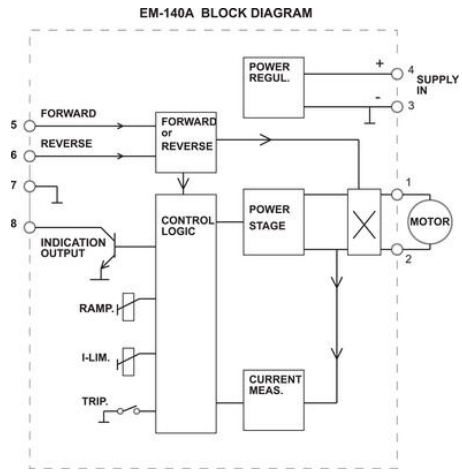 EM-140A BLOCK DIAGRAM
POWER
REGUL.
+
4
SUPPLY
IN
-
3
5
FORWARD
FORWARD
or
REVERSE
6
REVERSE
7
1
8
INDICATION
OUTPUT
CONTROL
LOGIC
POWER
STAGE
MOTOR
2
RAMP.
I-LIM.
TRIP.
CURRENT
MEAS.